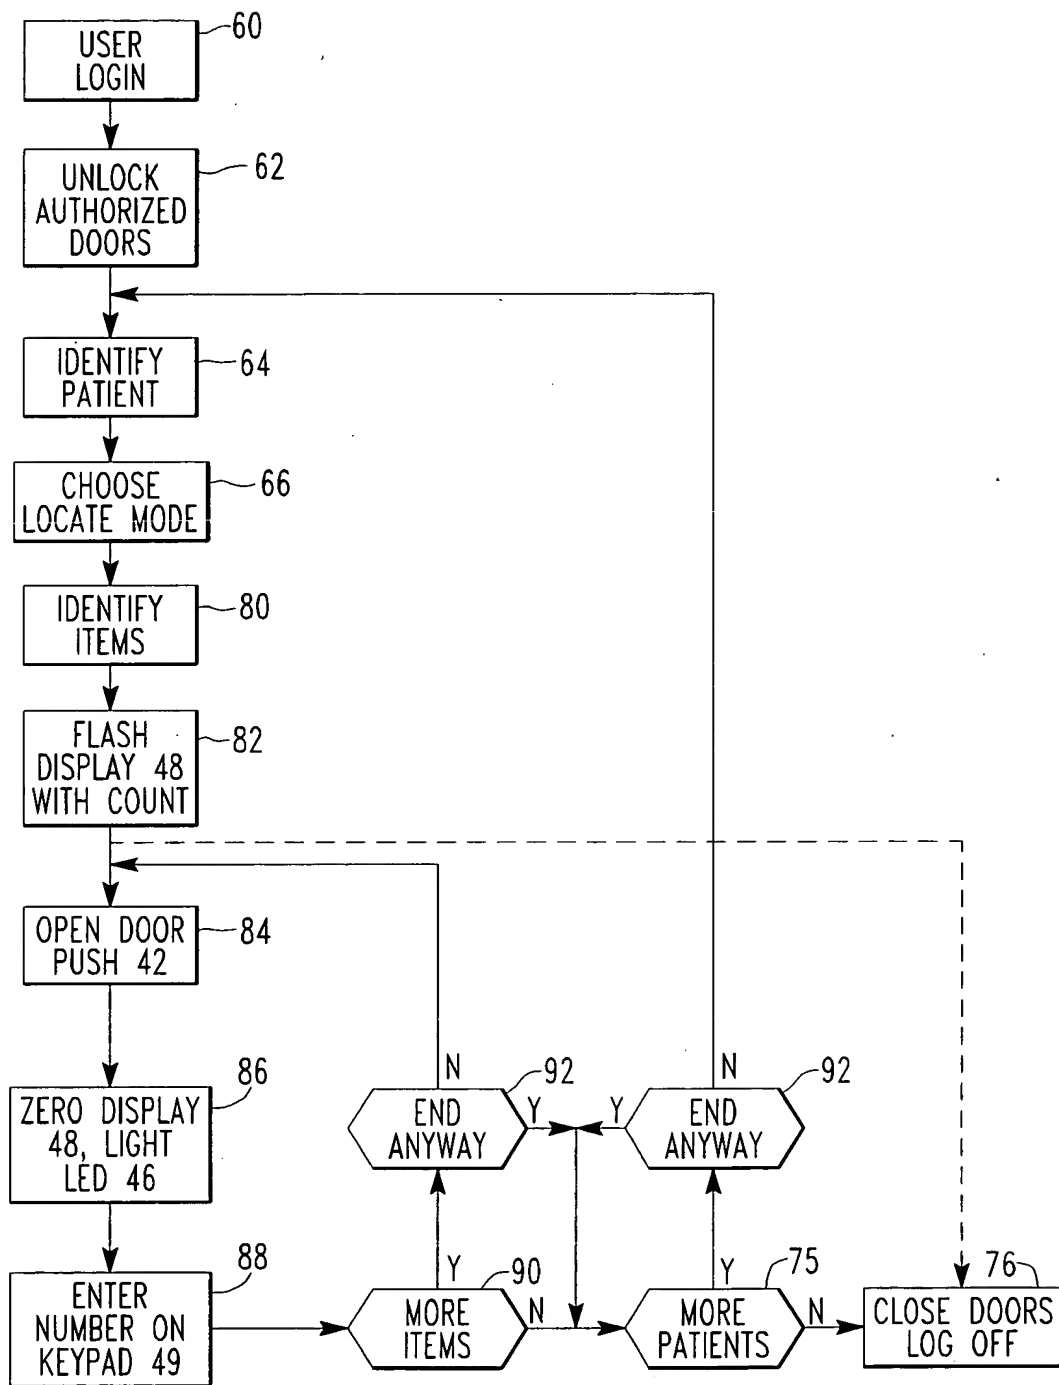 USER
LOGIN
60
UNLOCK
AUTHORIZED
DOORS
62
IDENTIFY
PATIENT
64
CHOOSE
LOCATE MODE
66
IDENTIFY
ITEMS
80
FLASH
DISPLAY 48
WITH COUNT
82
OPEN DOOR
PUSH 42
84
ZERO DISPLAY
48, LIGHT
LED 46
86
N
END
ANYWAY
92
Y
Y
N
END
ANYWAY
92
ENTER
NUMBER ON
KEYPAD 49
88
Y
MORE
ITEMS
90
N
Y
MORE
PATIENTS
75
N
CLOSE DOORS
LOG OFF
76